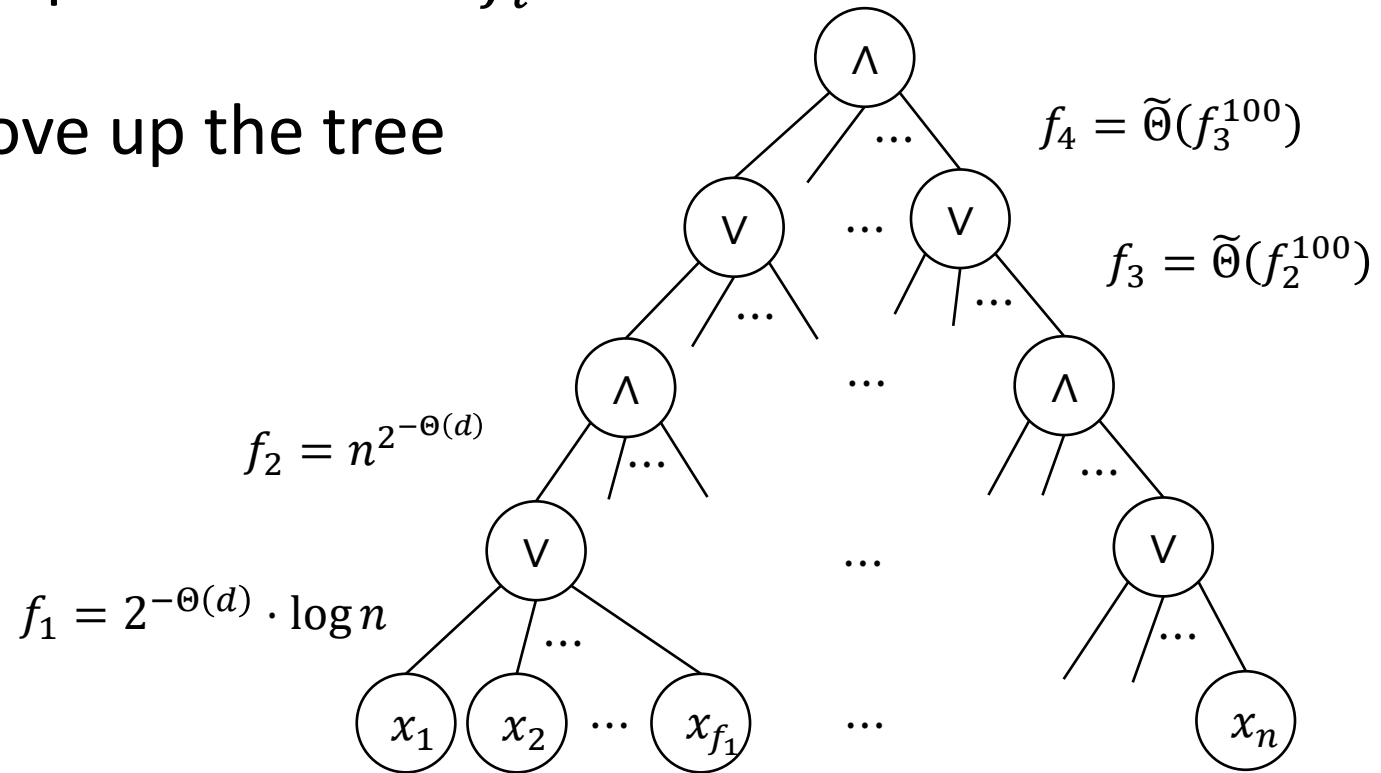 f_t
ove up the tree
∧
...
f_4 = Θ̃(f_3^100)
∨ ... ∨
f_3 = Θ̃(f_2^100)
... ...
∧ ... ∧
f_2 = n^{2^{-Θ(d)}}
... ...
∨ ... ∨
f_1 = 2^{-Θ(d)} · log n
... ...
x_1 x_2 ... x_{f_1} ... x_n